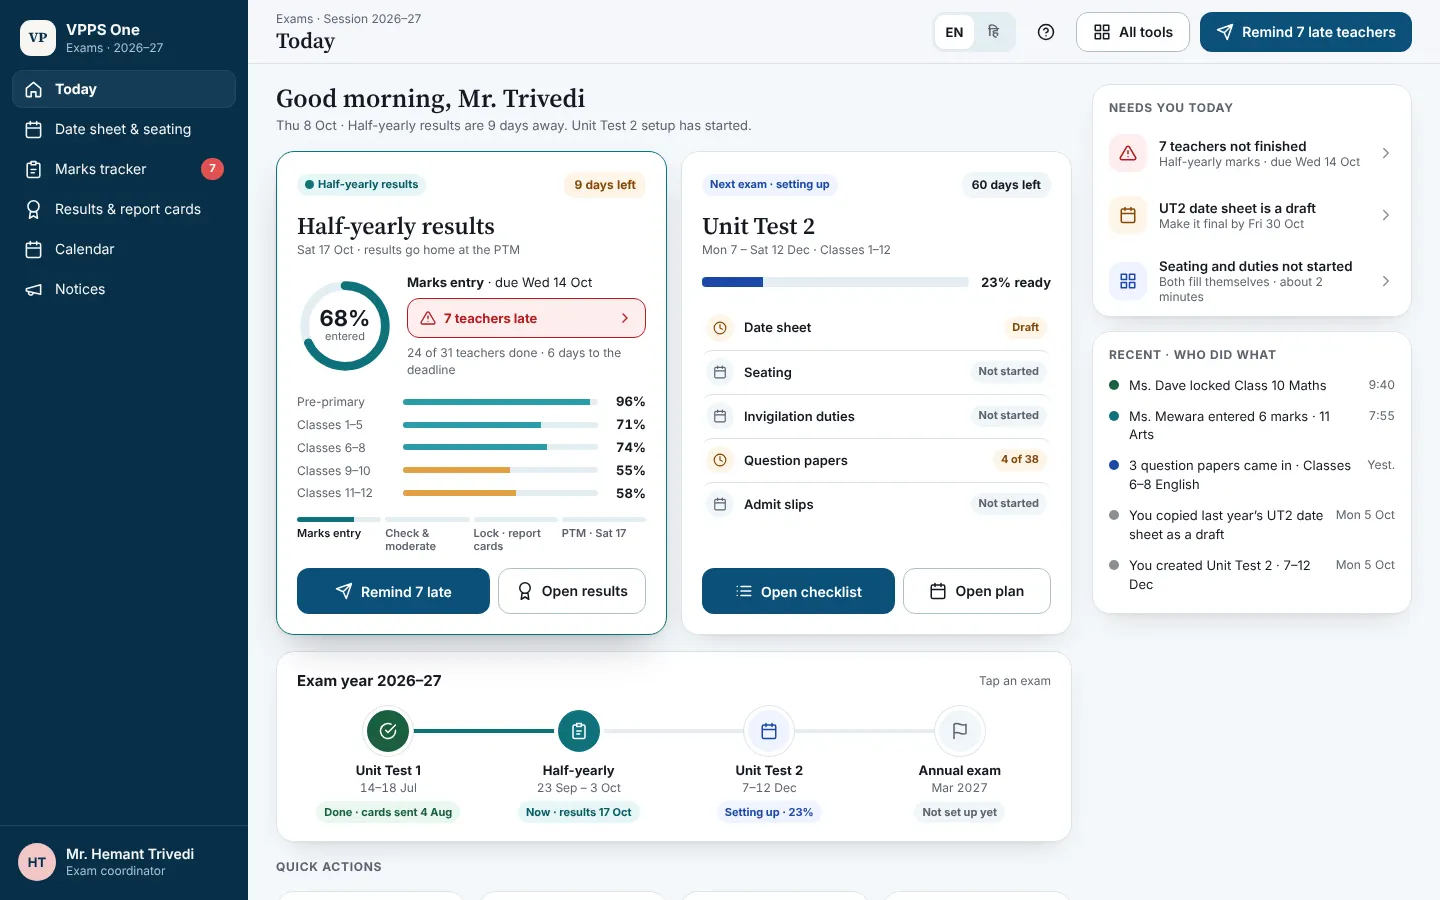 VP
VPPS One
Exams · 2026–27
Today
Date sheet & seating
Marks tracker
7
Results & report cards
Calendar
Notices
HT
Mr. Hemant Trivedi
Exam coordinator
Exams · Session 2026–27
Today
EN
हि
All tools
Remind 7 late teachers
Good morning, Mr. Trivedi
Thu 8 Oct · Half-yearly results are 9 days away. Unit Test 2 setup has started.
Half-yearly results
9 days left
Half-yearly results
Sat 17 Oct · results go home at the PTM
68%
entered
Marks entry · due Wed 14 Oct
7 teachers late
24 of 31 teachers done · 6 days to the
deadline
Pre-primary 96%
Classes 1–5 71%
Classes 6–8 74%
Classes 9–10 55%
Classes 11–12 58%
Marks entry
Check &
moderate
Lock · report
cards
PTM · Sat 17
Remind 7 late
Open results
Next exam · setting up
60 days left
Unit Test 2
Mon 7 – Sat 12 Dec · Classes 1–12
23% ready
Date sheet Draft
Seating Not started
Invigilation duties Not started
Question papers 4 of 38
Admit slips Not started
Open checklist
Open plan
Exam year 2026–27
Tap an exam
Unit Test 1
14–18 Jul
Done · cards sent 4 Aug
Half-yearly
23 Sep – 3 Oct
Now · results 17 Oct
Unit Test 2
7–12 Dec
Setting up · 23%
Annual exam
Mar 2027
Not set up yet
QUICK ACTIONS
NEEDS YOU TODAY
7 teachers not finished
Half-yearly marks · due Wed 14 Oct
UT2 date sheet is a draft
Make it final by Fri 30 Oct
Seating and duties not started
Both fill themselves · about 2
minutes
RECENT · WHO DID WHAT
Ms. Dave locked Class 10 Maths 9:40
Ms. Mewara entered 6 marks · 11 7:55
Arts
3 question papers came in · Classes Yest.
6–8 English
You copied last year’s UT2 date Mon 5 Oct
sheet as a draft
You created Unit Test 2 · 7–12 Mon 5 Oct
Dec